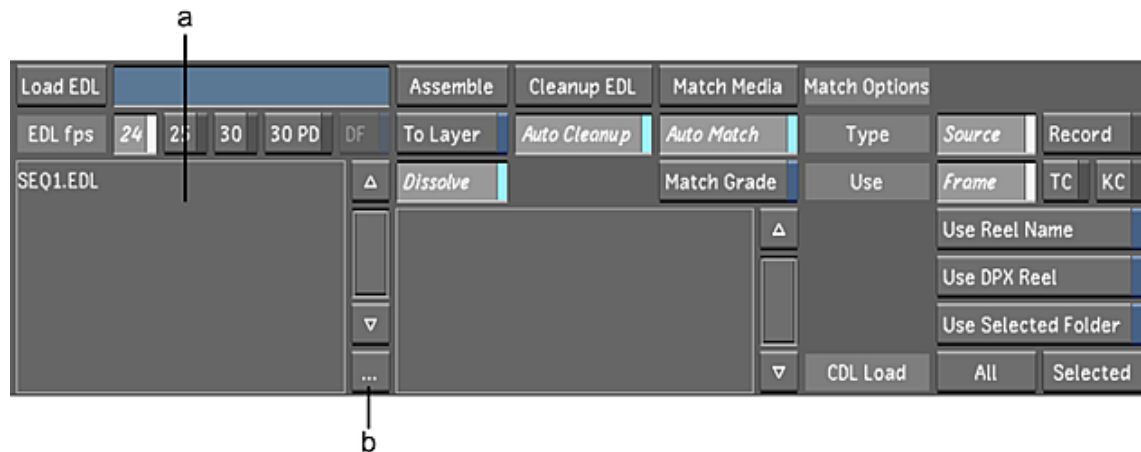 a
Load EDL Assemble Cleanup EDL Match Media Match Options
EDL fps 24 25 30 30 PD DF To Layer Auto Cleanup Auto Match Type Source Record
SEQ1.EDL Dissolve Match Grade Use Frame TC KC
Use Reel Name
Use DPX Reel
Use Selected Folder
... CDL Load All Selected
b